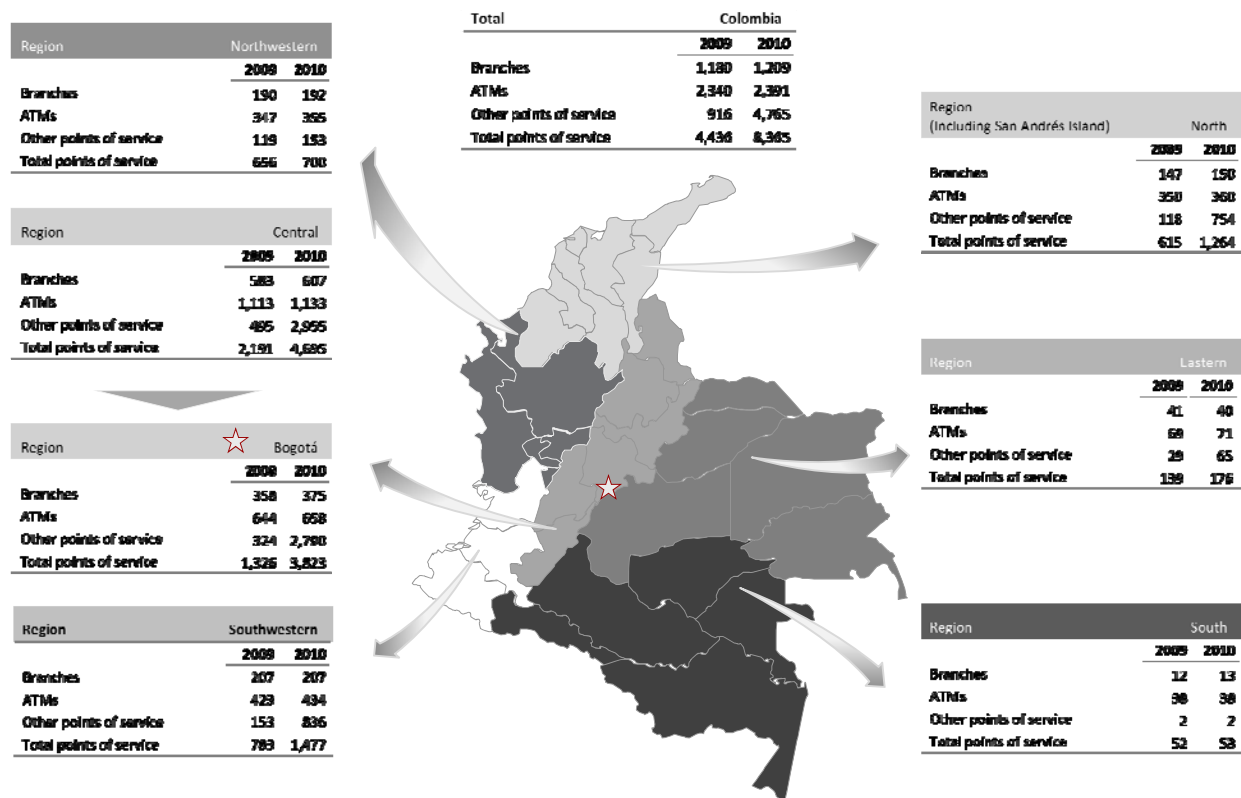 Total Colombia
2009 2010
Branches 1,180 1,209
ATMs 2,340 2,391
Other points of service 916 4,765
Total points of service 4,436 8,365
Region Northwestern
2009 2010
Branches 190 192
ATMs 347 355
Other points of service 119 153
Total points of service 656 700
Region Central
2009 2010
Branches 583 607
ATMs 1,113 1,133
Other points of service 495 2,955
Total points of service 2,191 4,695
Region Bogotá
2009 2010
Branches 358 375
ATMs 644 658
Other points of service 324 2,790
Total points of service 1,326 3,823
Region Southwestern
2009 2010
Branches 207 207
ATMs 423 434
Other points of service 153 836
Total points of service 783 1,477
Region
(Including San Andrés Island) North
2009 2010
Branches 147 150
ATMs 350 360
Other points of service 118 754
Total points of service 615 1,264
Region Eastern
2009 2010
Branches 41 40
ATMs 69 71
Other points of service 29 65
Total points of service 139 176
Region South
2009 2010
Branches 12 13
ATMs 38 38
Other points of service 2 2
Total points of service 52 53